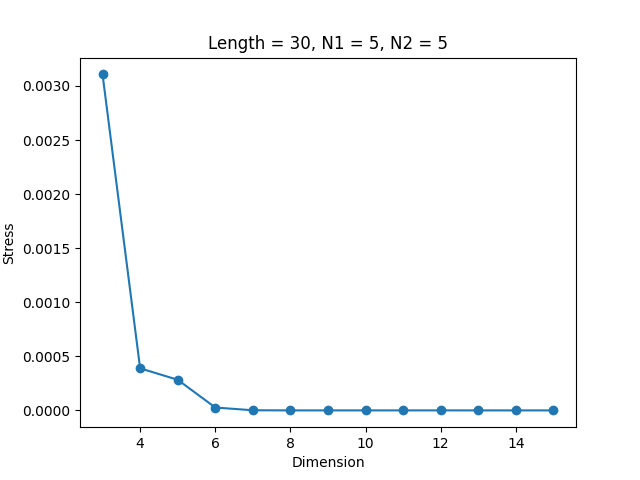 Length = 30, N1 = 5, N2 = 5
0.0030
0.0025
0.0020
0.0015
0.0010
0.0005
0.0000
Stress
4 6 8 10 12 14
Dimension